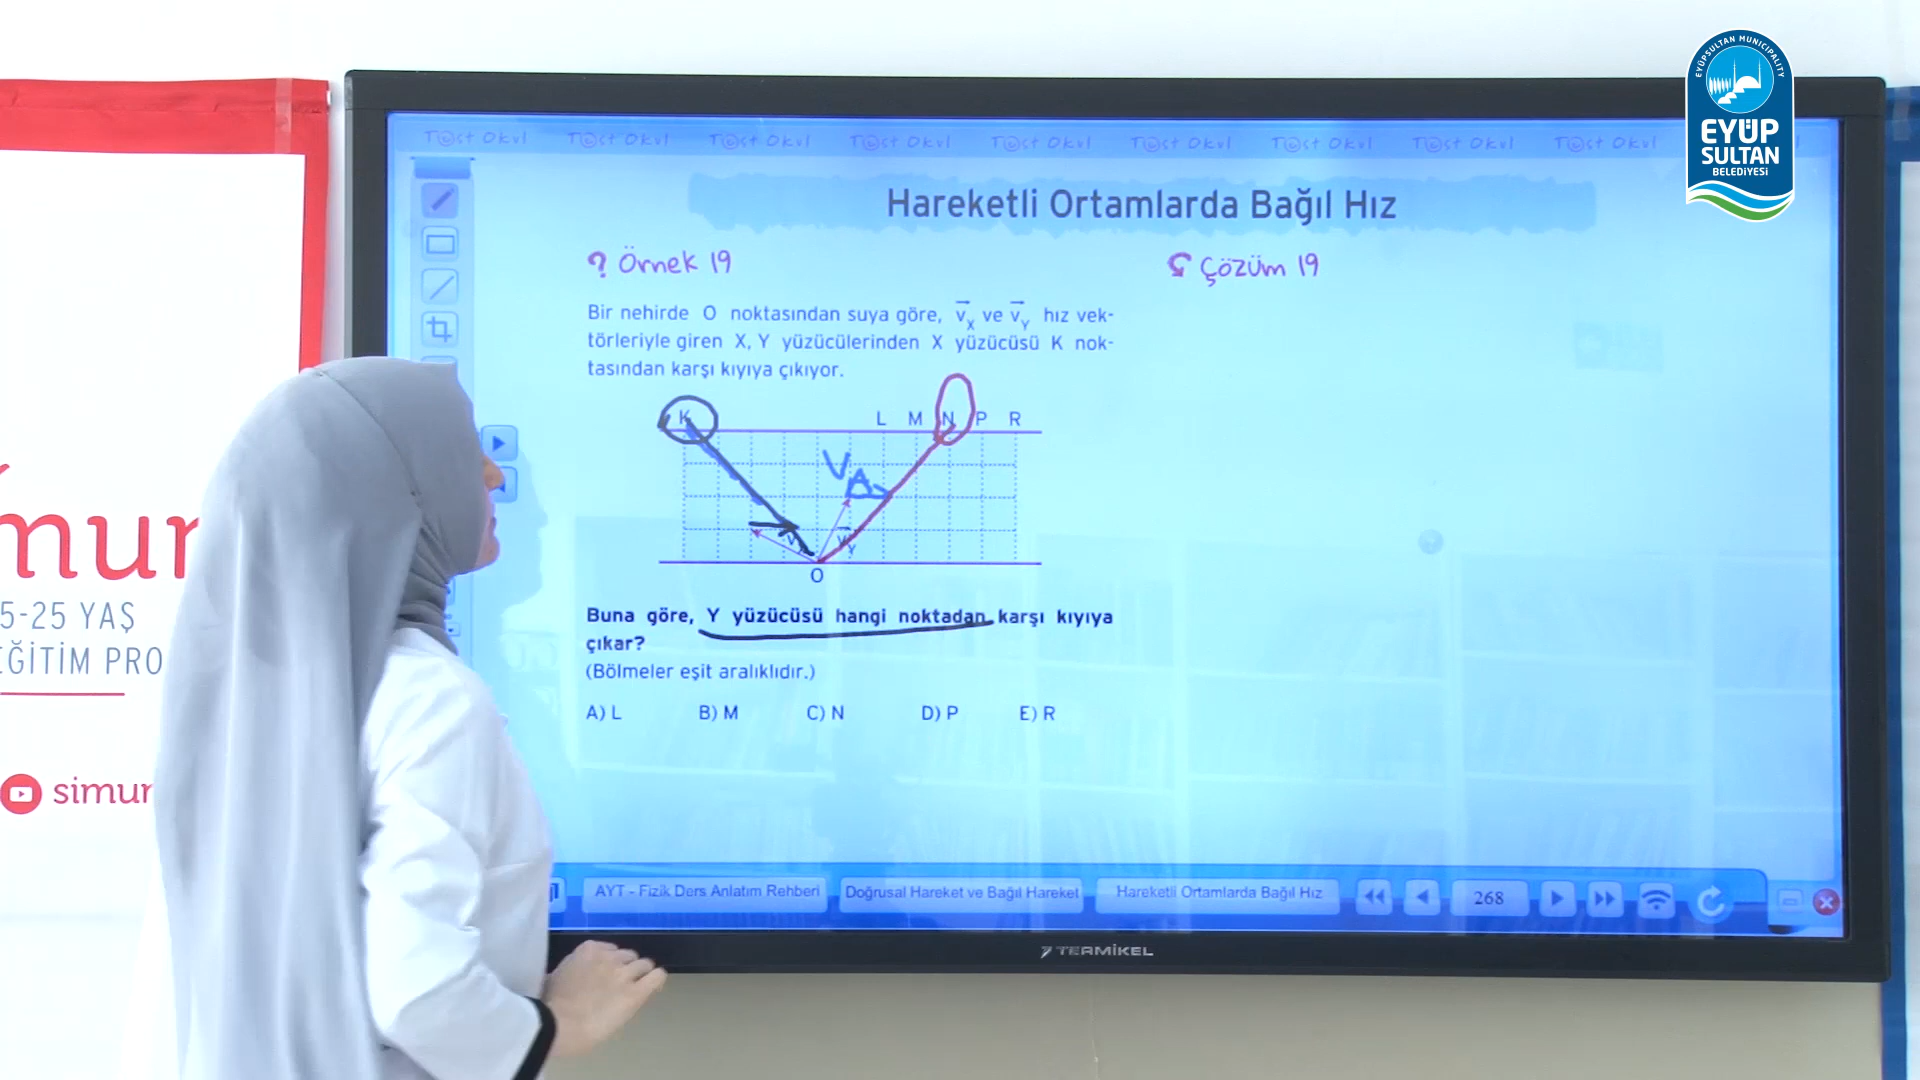 EYÜPSULTAN MUNICIPALITY
EYÜP
SULTAN
BELEDİYESİ
Test Okul Test Okul Test Okul Test Okul Test Okul Test Okul Test Okul Test Okul Test Okul
Hareketli Ortamlarda Bağıl Hız
? Örnek 19
Çözüm 19
Bir nehirde O noktasından suya göre, v⃗X ve v⃗Y hız vek-
törleriyle giren X, Y yüzücülerinden X yüzücüsü K nok-
tasından karşı kıyıya çıkıyor.
K L M N P R
VA
v⃗Y
O
Buna göre, Y yüzücüsü hangi noktadan karşı kıyıya
çıkar?
(Bölmeler eşit aralıklıdır.)
A) L B) M C) N D) P E) R
AYT - Fizik Ders Anlatım Rehberi Doğrusal Hareket ve Bağıl Hareket Hareketli Ortamlarda Bağıl Hız 268
TERMİKEL
5-25 YAŞ
EĞİTİM PRO
simur